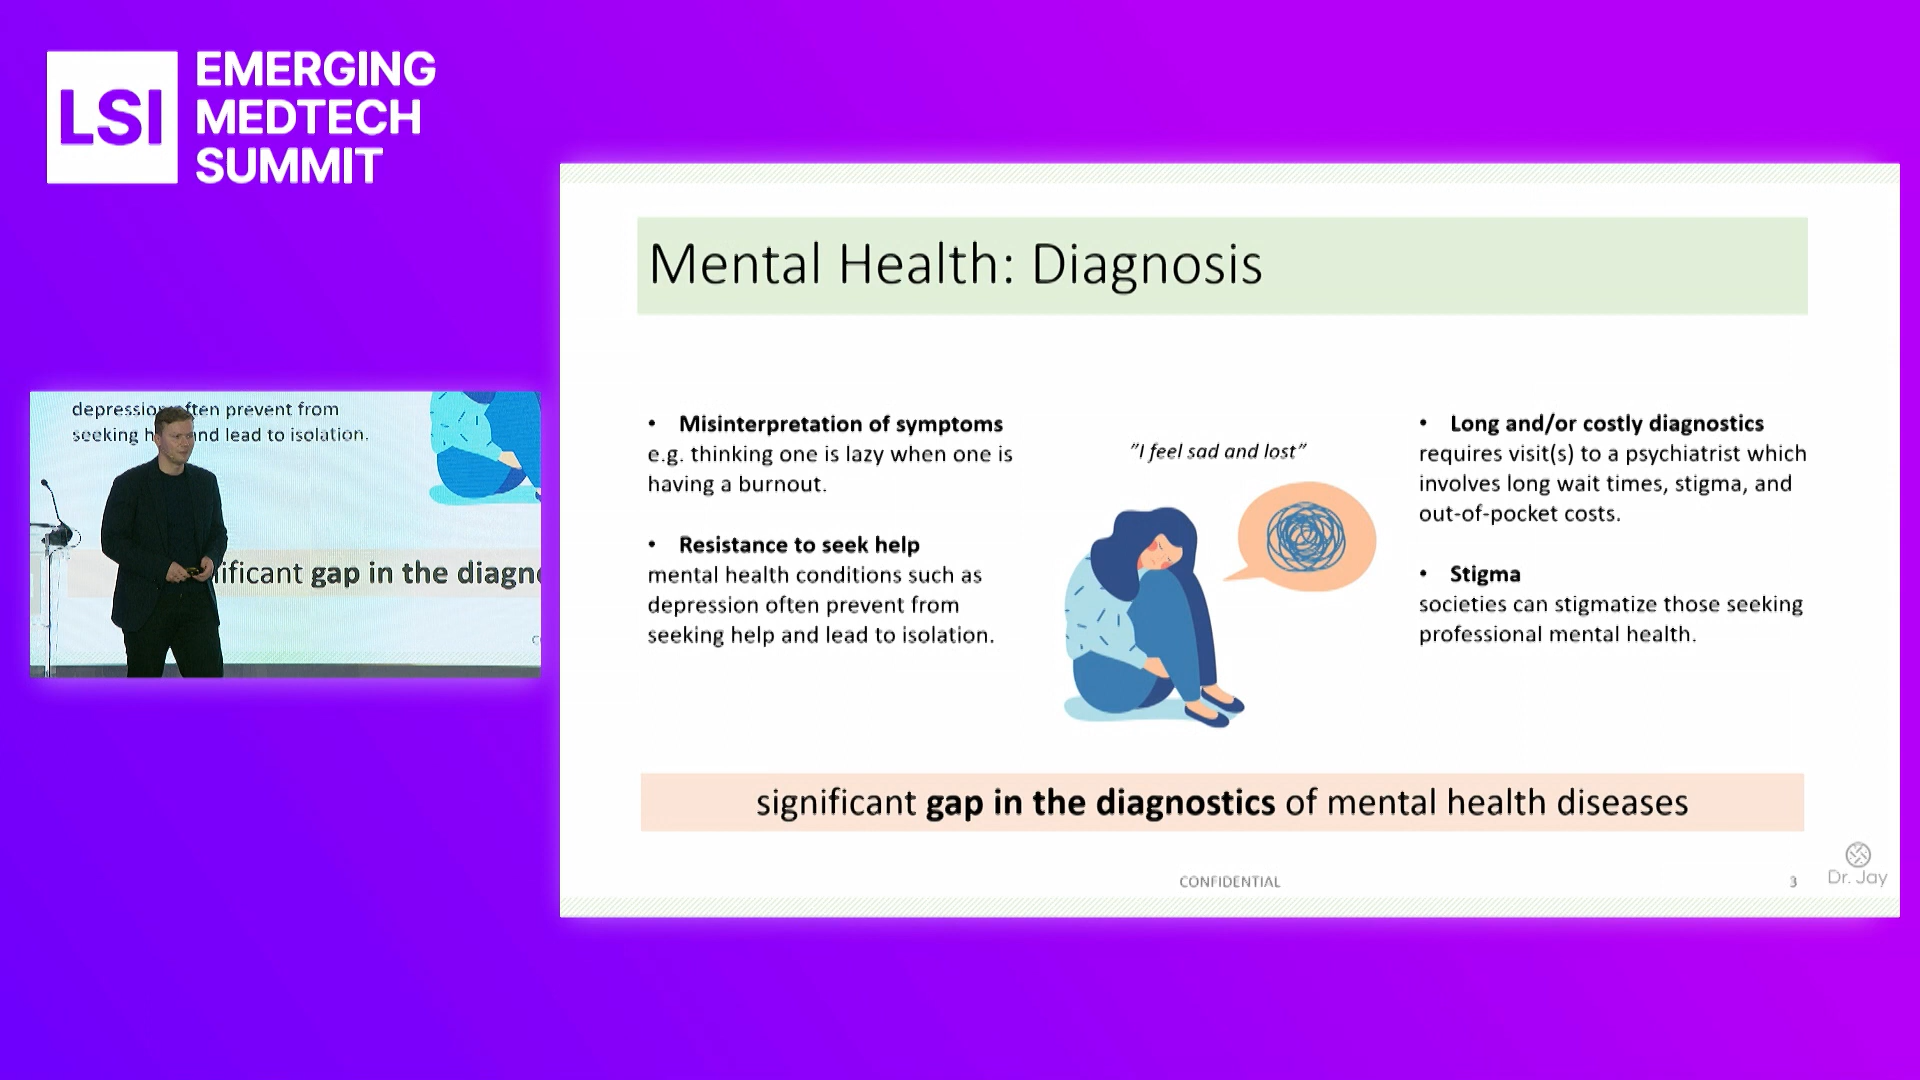 LSI
EMERGING
MEDTECH
SUMMIT
depression often prevent from
seeking h and lead to isolation.
ificant gap in the diagn
Mental Health: Diagnosis
• Misinterpretation of symptoms
e.g. thinking one is lazy when one is
having a burnout.
• Resistance to seek help
mental health conditions such as
depression often prevent from
seeking help and lead to isolation.
"I feel sad and lost"
• Long and/or costly diagnostics
requires visit(s) to a psychiatrist which
involves long wait times, stigma, and
out-of-pocket costs.
• Stigma
societies can stigmatize those seeking
professional mental health.
significant gap in the diagnostics of mental health diseases
CONFIDENTIAL
3
Dr. Jay